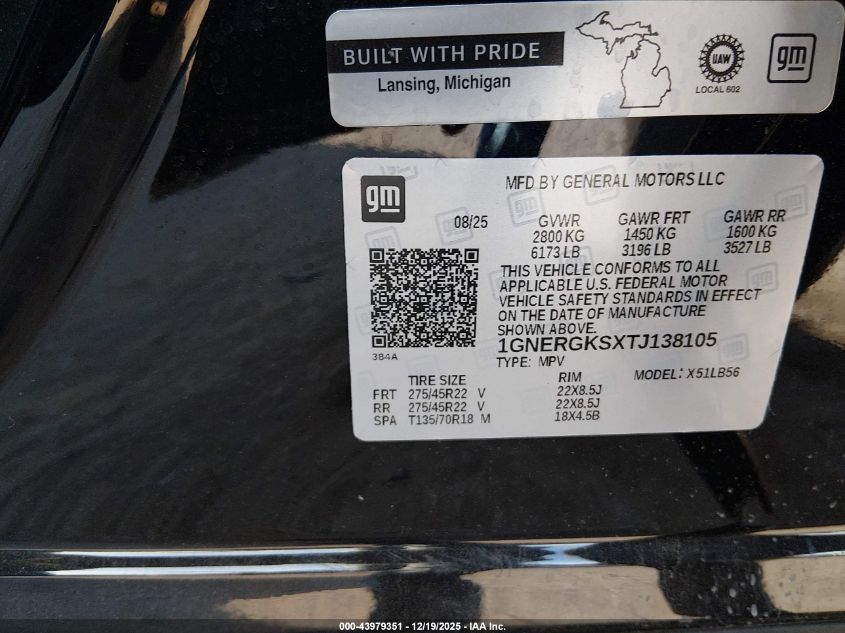 BUILT WITH PRIDE
Lansing, Michigan
UAW
LOCAL 602
gm
gm
MFD BY GENERAL MOTORS LLC
08/25 GVWR GAWR FRT GAWR RR
2800 KG 1450 KG 1600 KG
6173 LB 3196 LB 3527 LB
THIS VEHICLE CONFORMS TO ALL
APPLICABLE U.S. FEDERAL MOTOR
VEHICLE SAFETY STANDARDS IN EFFECT
ON THE DATE OF MANUFACTURE
SHOWN ABOVE.
1GNERGKSXTJ138105
384A
TYPE: MPV
TIRE SIZE RIM MODEL: X51LB56
FRT 275/45R22 V 22X8.5J
RR 275/45R22 V 22X8.5J
SPA T135/70R18 M 18X4.5B
000-43979351 - 12/19/2025 - IAA Inc.